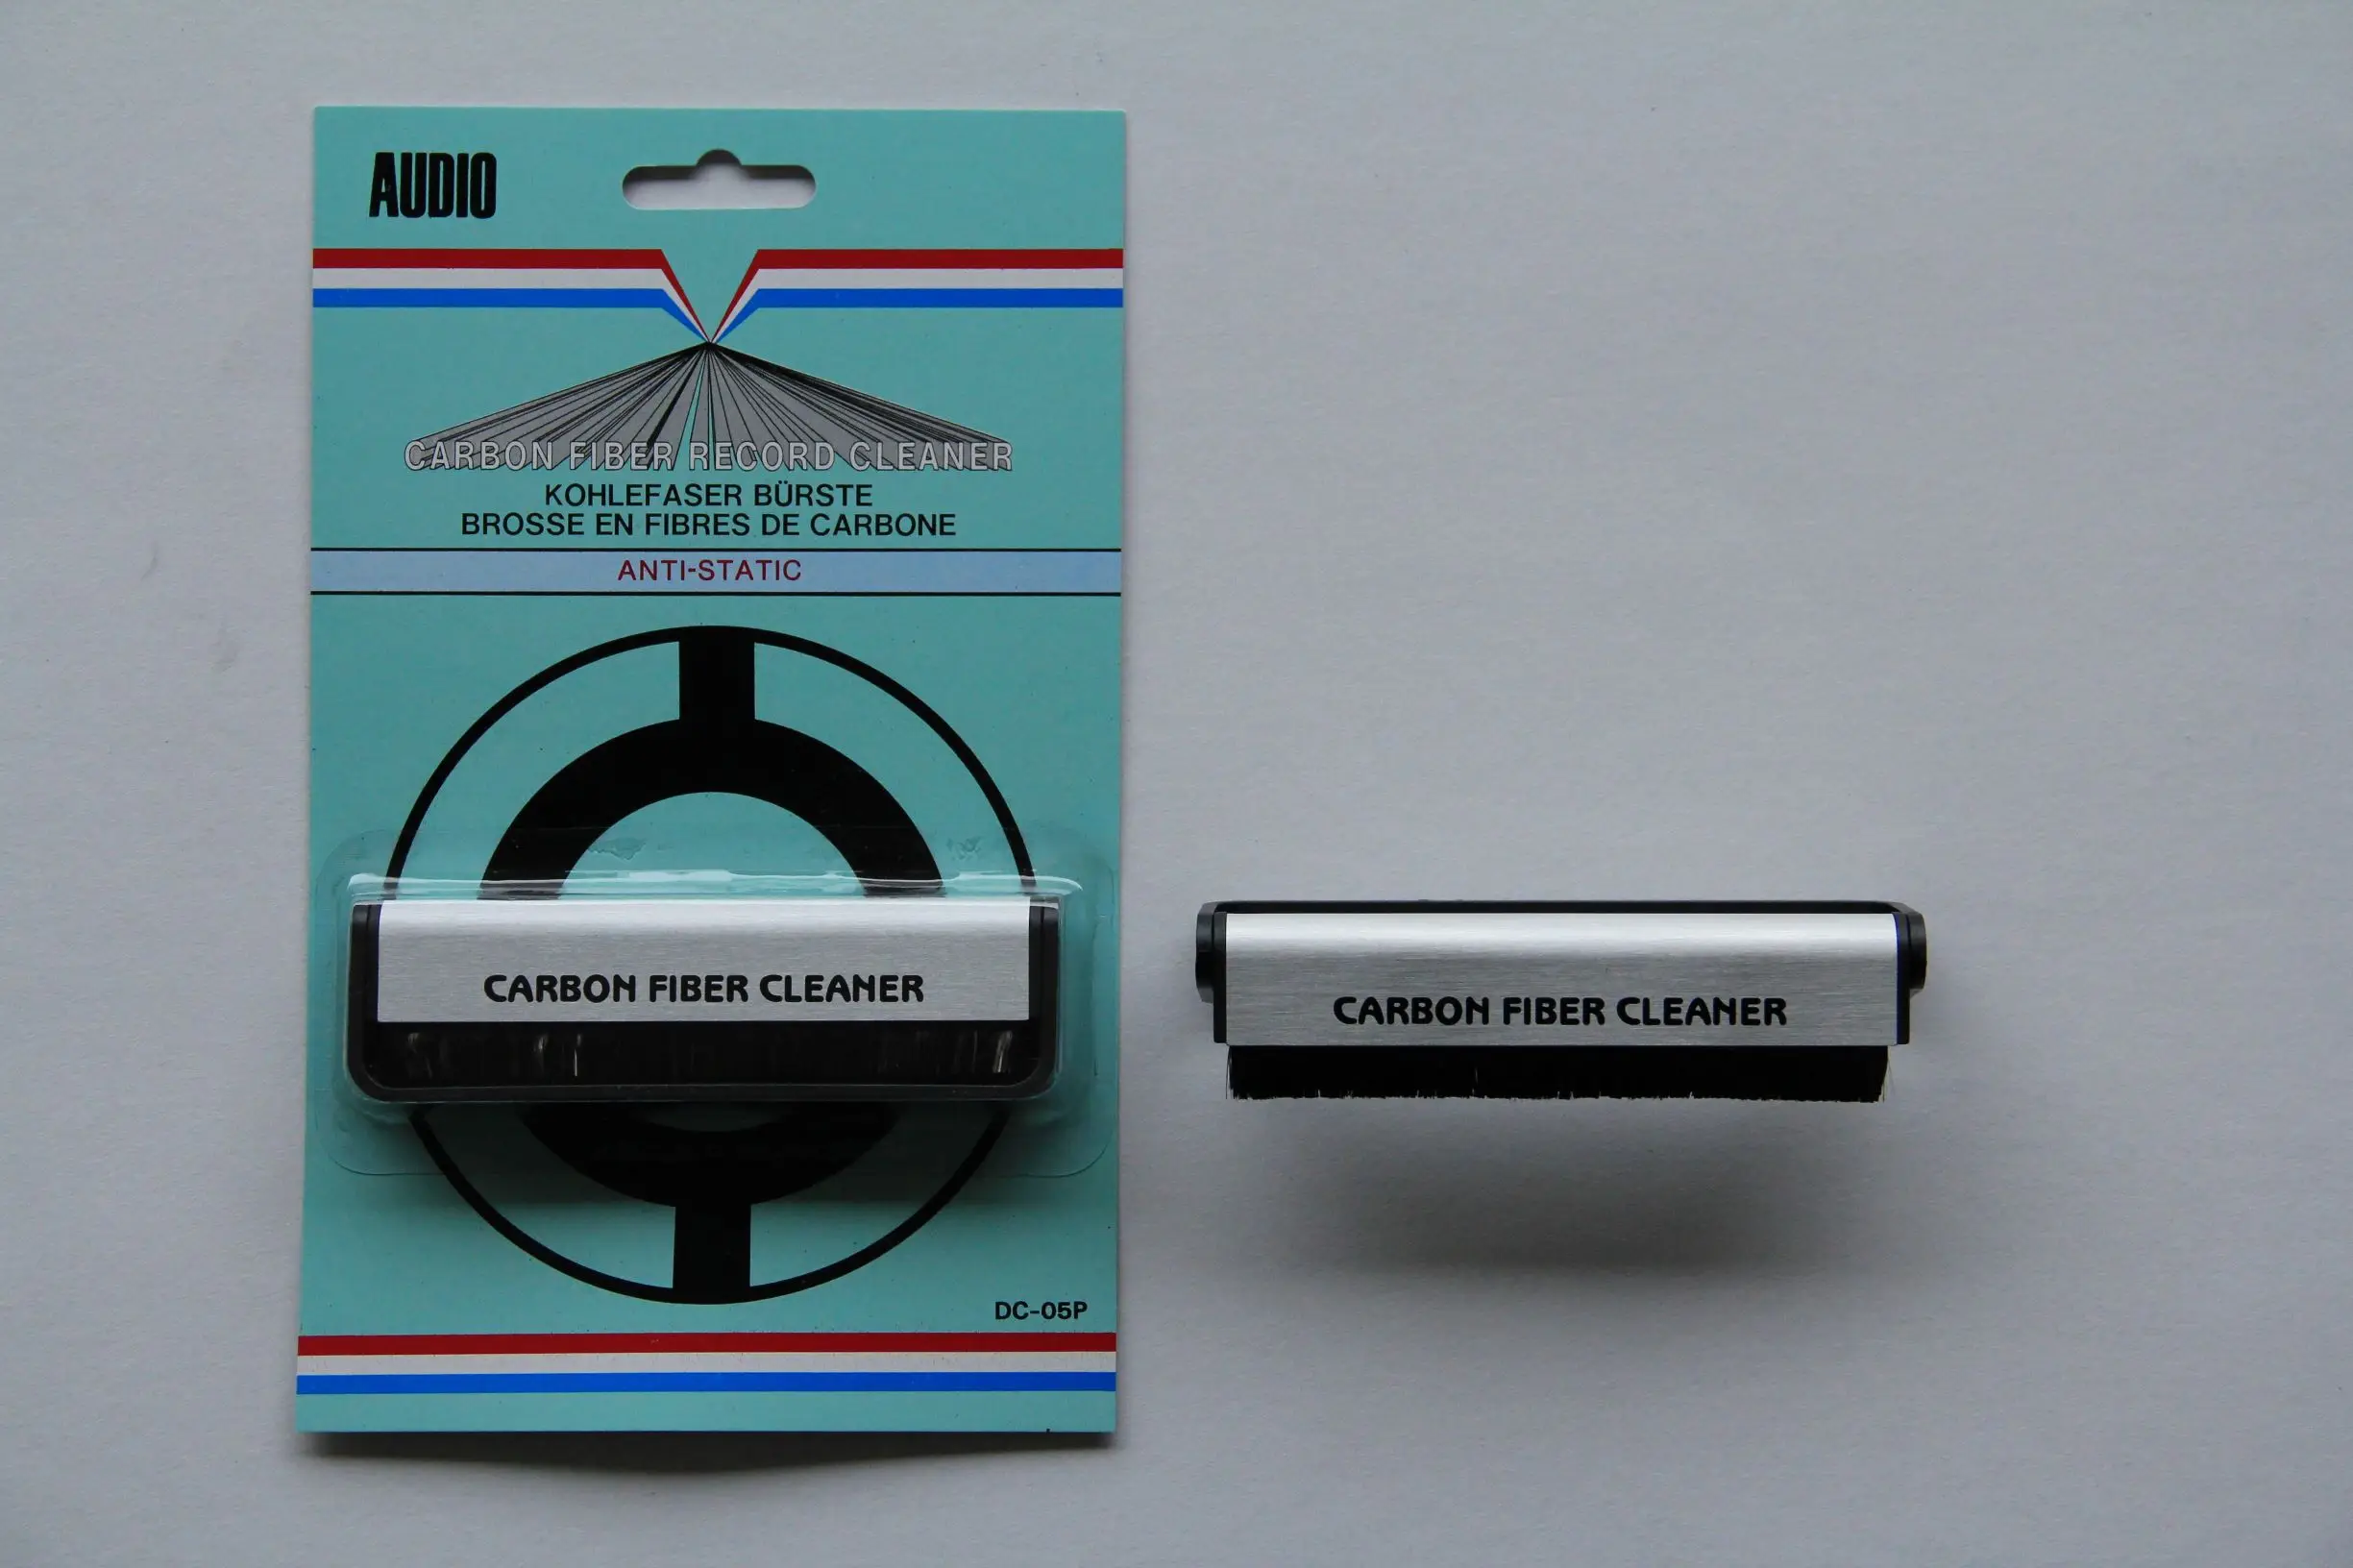 AUDIO
CARBON FIBER RECORD CLEANER
KOHLEFASER BÜRSTE
BROSSE EN FIBRES DE CARBONE
ANTI-STATIC
CARBON FIBER CLEANER
CARBON FIBER CLEANER
DC-05P